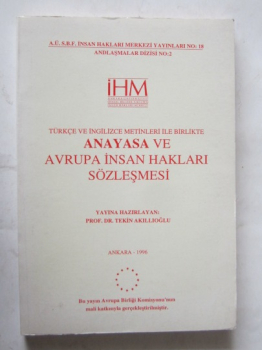 A.Ü. S.B.F. İNSAN HAKLARI MERKEZİ YAYINLARI NO: 18
ANDLAŞMALAR DİZİSİ NO:2
iHM
TÜRKÇE VE İNGİLİZCE METİNLERİ İLE BİRLİKTE
ANAYASA VE
AVRUPA İNSAN HAKLARI
SÖZLEŞMESİ
YAYINA HAZIRLAYAN:
PROF. DR. TEKİN AKILLIOĞLU
ANKARA -
Bu yayın Avrupa Birliği Komisyonu'nun
mali katkısıyla gerçekleştirilmiştir.